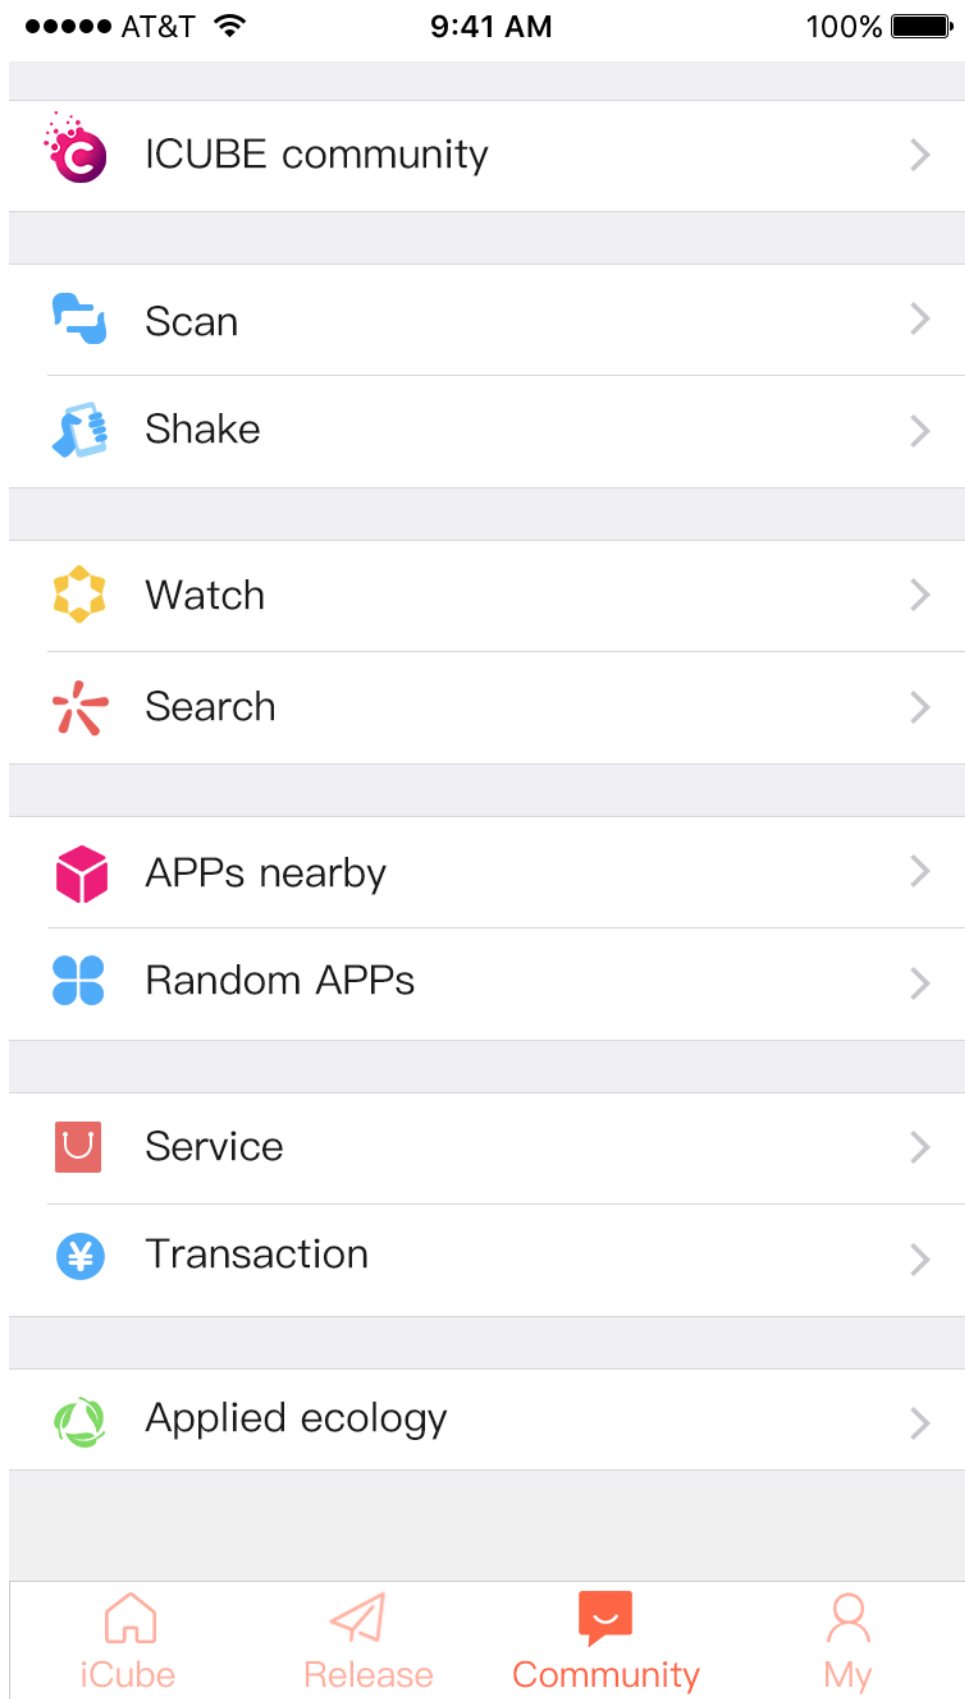 AT&T 9:41 AM 100%
ICUBE community
Scan
Shake
Watch
Search
APPs nearby
Random APPs
Service
Transaction
Applied ecology
iCube Release Community My